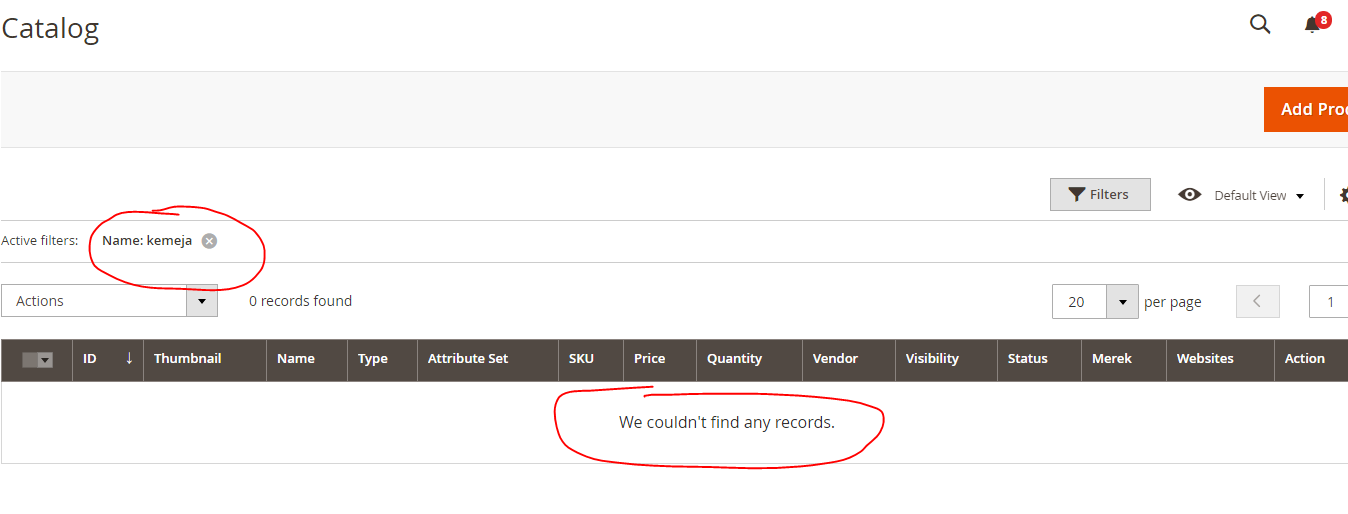 Catalog
8
Add Pro
Filters
Default View
Active filters: Name: kemeja
Actions
0 records found
20
per page
1
ID ↓ Thumbnail Name Type Attribute Set SKU Price Quantity Vendor Visibility Status Merek Websites Action
We couldn't find any records.